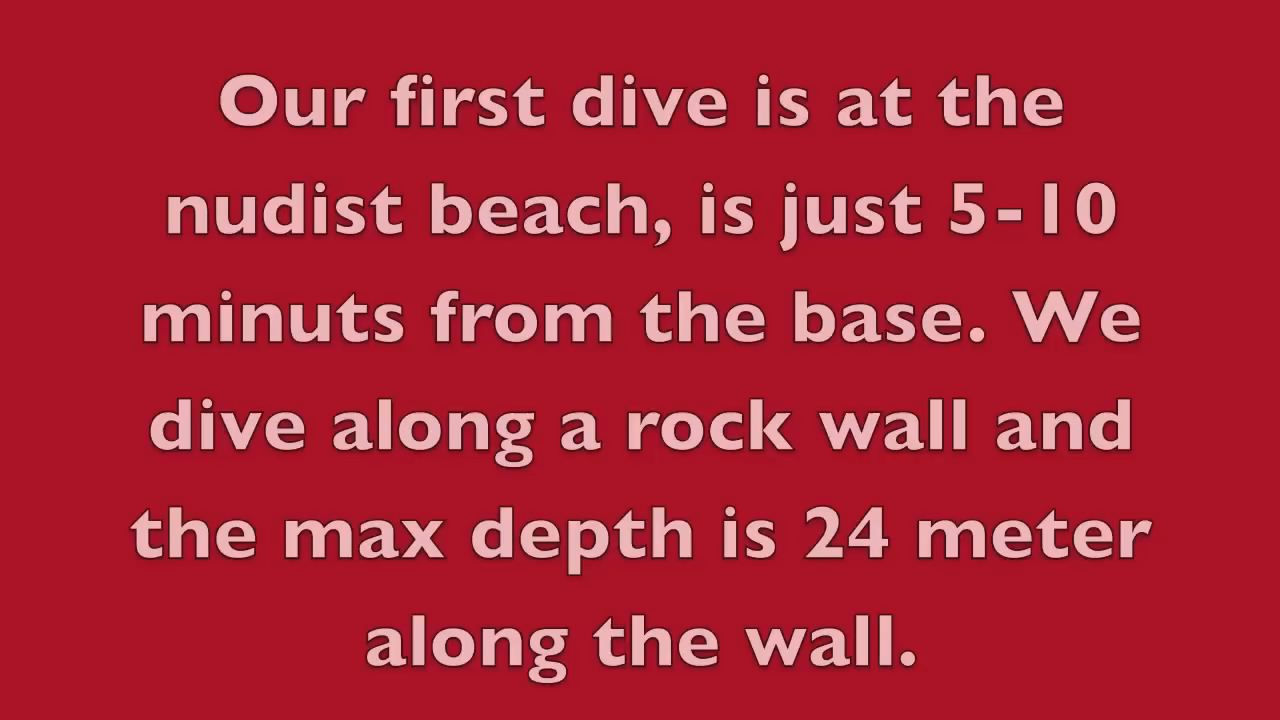 Our first dive is at the
nudist beach, is just 5-10
minuts from the base. We
dive along a rock wall and
the max depth is 24 meter
along the wall.